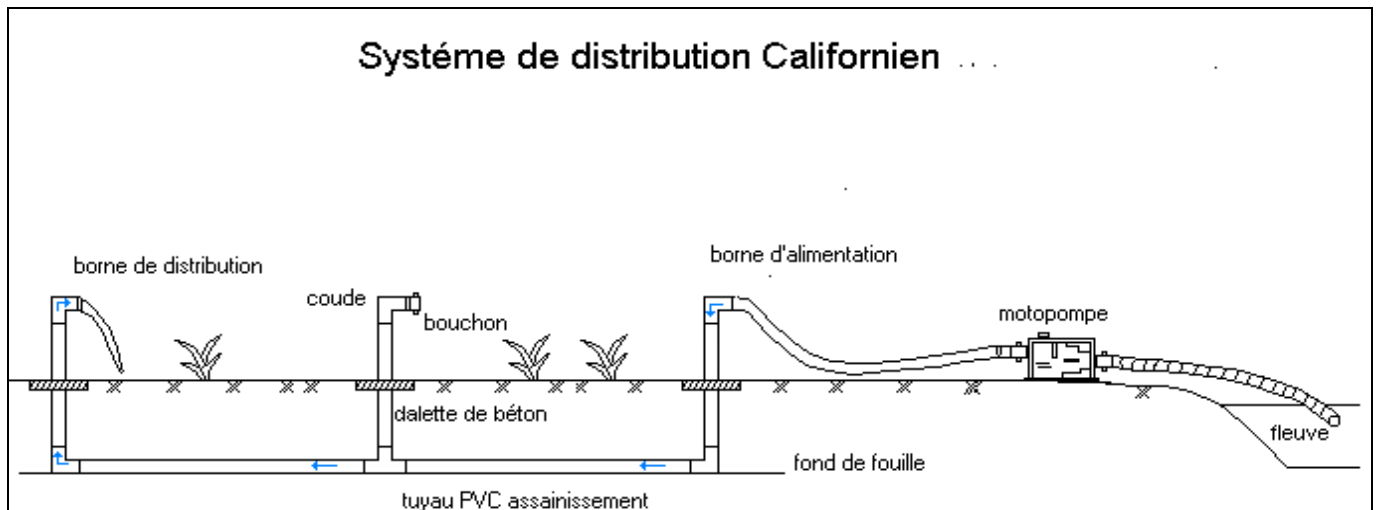 Systéme de distribution Californien
borne d'alimentation
borne de distribution
coude
motopompe
bouchon
dalette de béton
fleuve
fond de fouille
tuyau PVC assainissement